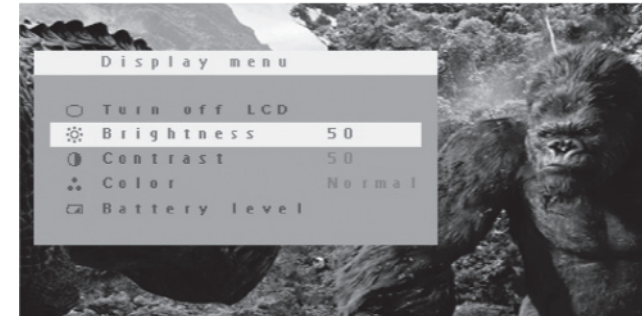 Display menu
Turn off LCD
Brightness 50
Contrast 50
Color Normal
Battery level